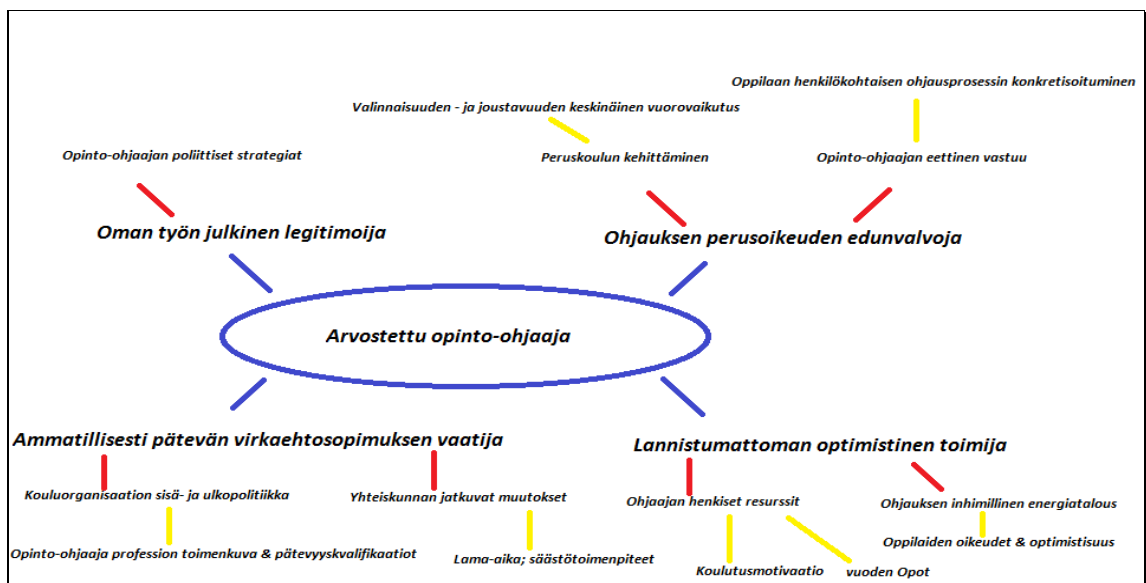 Oppilaan henkilökohtaisen ohjausprosessin konkretisoituminen
Valinnaisuuden - ja joustavuuden keskinäinen vuorovaikutus
Opinto-ohjaajan poliittiset strategiat
Peruskoulun kehittäminen
Opinto-ohjaajan eettinen vastuu
Oman työn julkinen legitimoija
Ohjauksen perusoikeuden edunvalvoja
Arvostettu opinto-ohjaaja
Ammatillisesti pätevän virkaehtosopimuksen vaatija
Lannistumattoman optimistinen toimija
Kouluorganisaation sisä- ja ulkopolitiikka
Yhteiskunnan jatkuvat muutokset
Ohjaajan henkiset resurssit
Ohjauksen inhimillinen energiatalous
Opinto-ohjaaja profession toimenkuva & pätevyyskvalifikaatiot
Lama-aika; säästötoimenpiteet
Oppilaiden oikeudet & optimistisuus
Koulutusmotivaatio
vuoden Opot